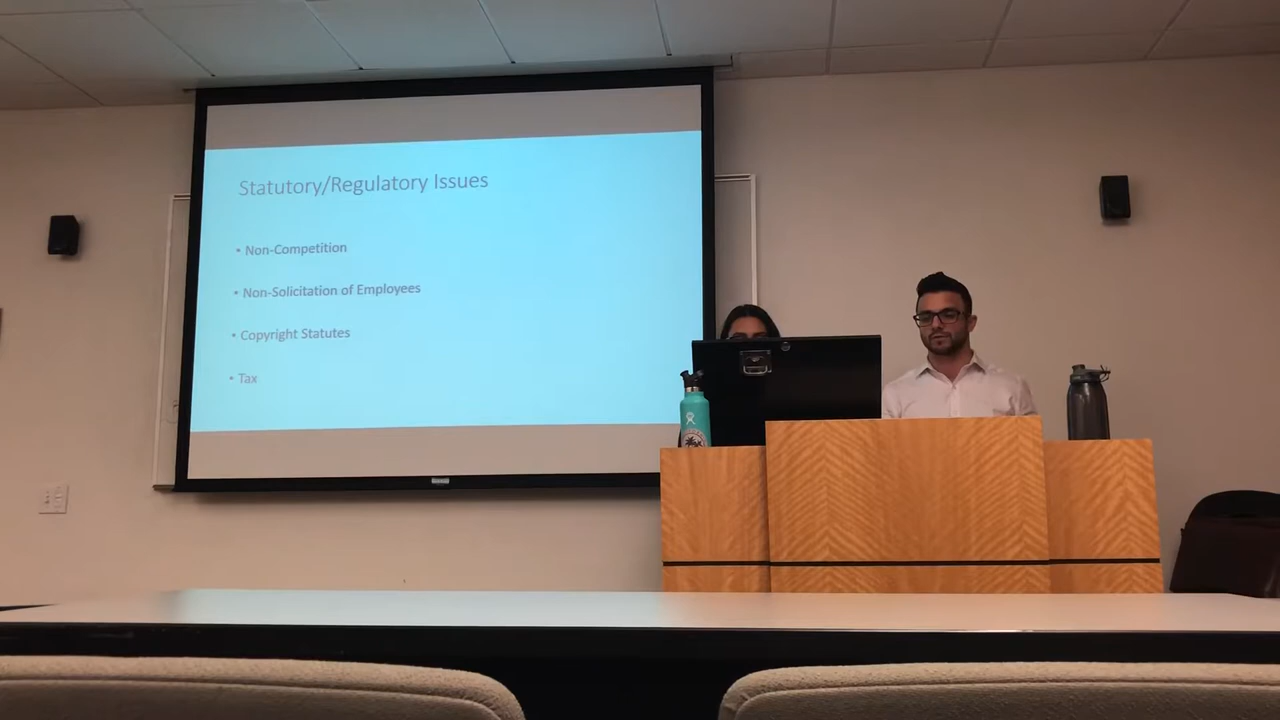 Statutory/Regulatory Issues
• Non-Competition
• Non-Solicitation of Employees
• Copyright Statutes
• Tax